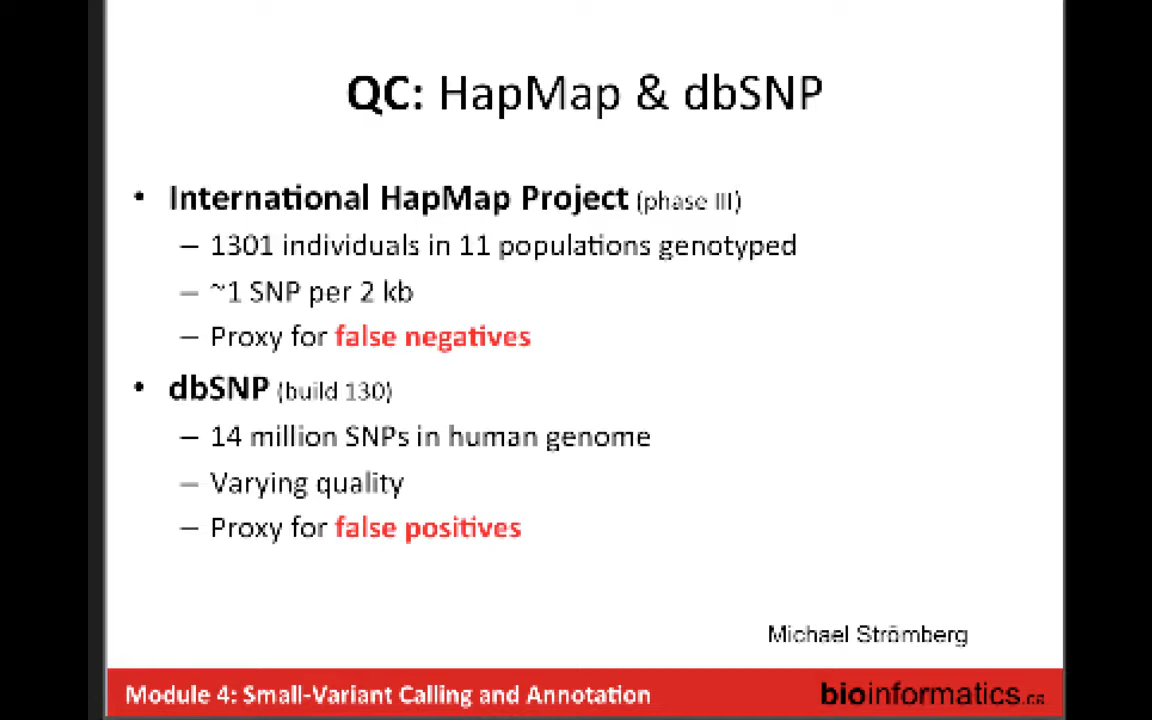 QC: HapMap & dbSNP
• International HapMap Project (phase III)
– 1301 individuals in 11 populations genotyped
– ~1 SNP per 2 kb
– Proxy for false negatives
• dbSNP (build 130)
– 14 million SNPs in human genome
– Varying quality
– Proxy for false positives
Michael Strömberg
Module 4: Small-Variant Calling and Annotation
bioinformatics.ca